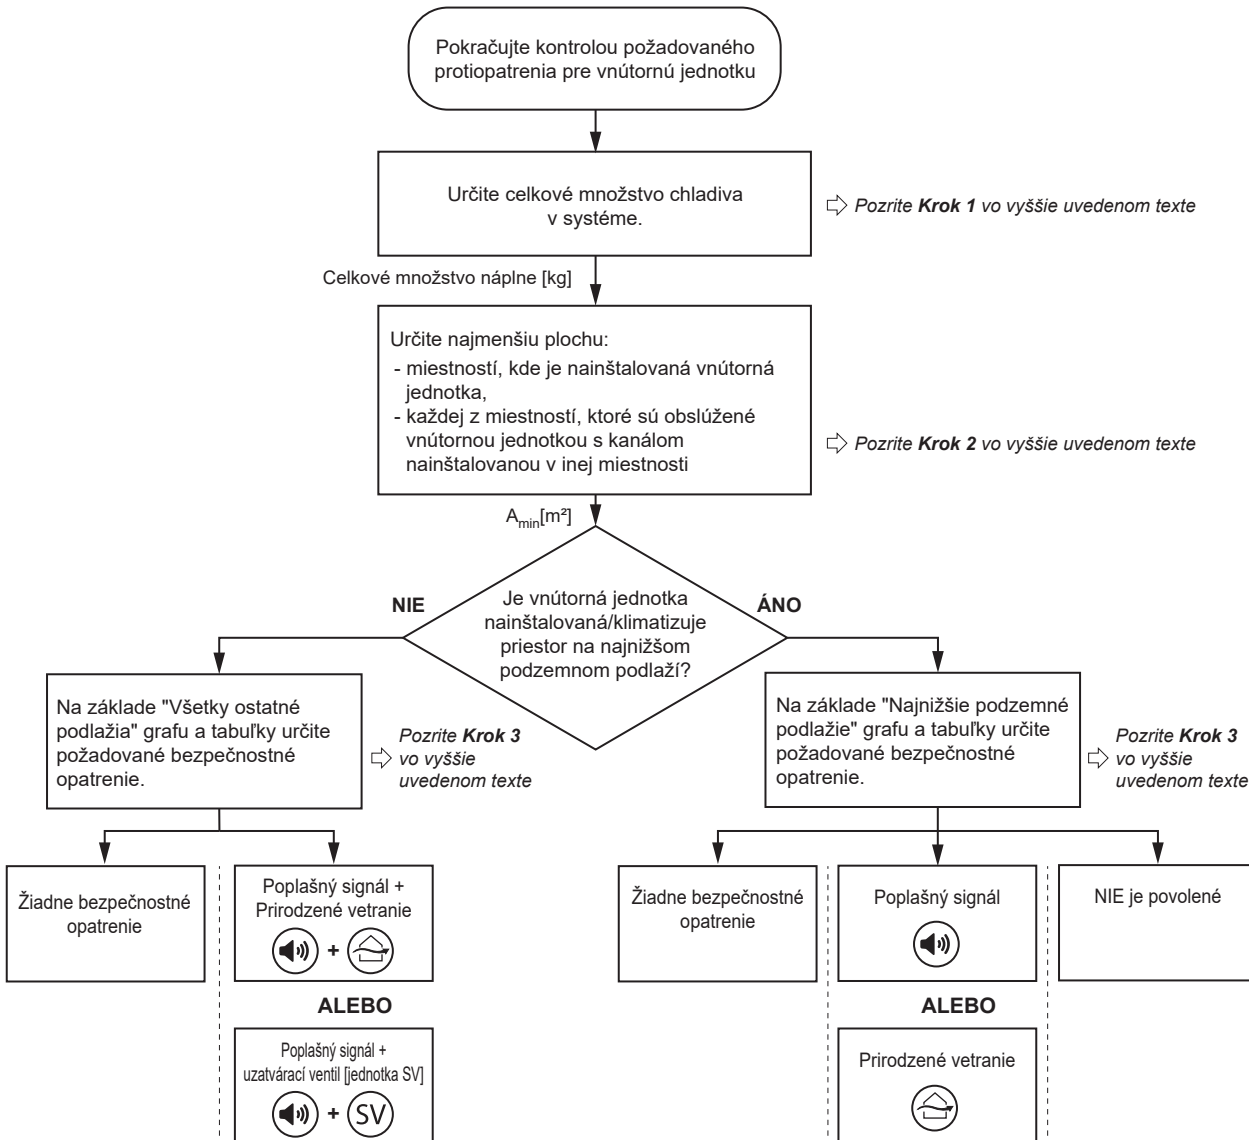 Pokračujte kontrolou požadovaného
protiopatrenia pre vnútornú jednotku
Určite celkové množstvo chladiva
v systéme.
Pozrite Krok 1 vo vyššie uvedenom texte
Celkové množstvo náplne [kg]
Určite najmenšiu plochu:
- miestností, kde je nainštalovaná vnútorná
jednotka,
- každej z miestností, ktoré sú obslúžené
vnútornou jednotkou s kanálom
nainštalovanou v inej miestnosti
Pozrite Krok 2 vo vyššie uvedenom texte
Amin[m²]
Je vnútorná jednotka
nainštalovaná/klimatizuje
priestor na najnižšom
podzemnom podlaží?
NIE
ÁNO
Na základe "Všetky ostatné
podlažia" grafu a tabuľky určite
požadované bezpečnostné
opatrenie.
Pozrite Krok 3
vo vyššie
uvedenom texte
Na základe "Najnižšie podzemné
podlažie" grafu a tabuľky určite
požadované bezpečnostné
opatrenie.
Pozrite Krok 3
vo vyššie
uvedenom texte
Žiadne bezpečnostné
opatrenie
Poplašný signál +
Prirodzené vetranie
+
ALEBO
Poplašný signál +
uzatvárací ventil [jednotka SV]
+ SV
Žiadne bezpečnostné
opatrenie
Poplašný signál
ALEBO
Prirodzené vetranie
NIE je povolené